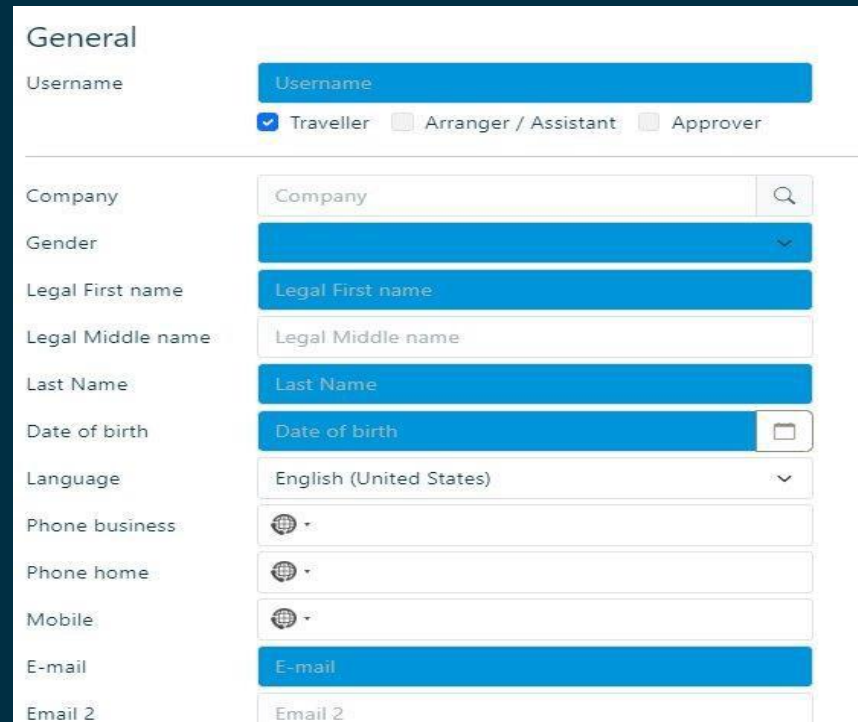 General
Username Username
Traveller Arranger / Assistant Approver
Company Company
Gender
Legal First name Legal First name
Legal Middle name Legal Middle name
Last Name Last Name
Date of birth Date of birth
Language English (United States)
Phone business
Phone home
Mobile
E-mail E-mail
Email 2 Email 2